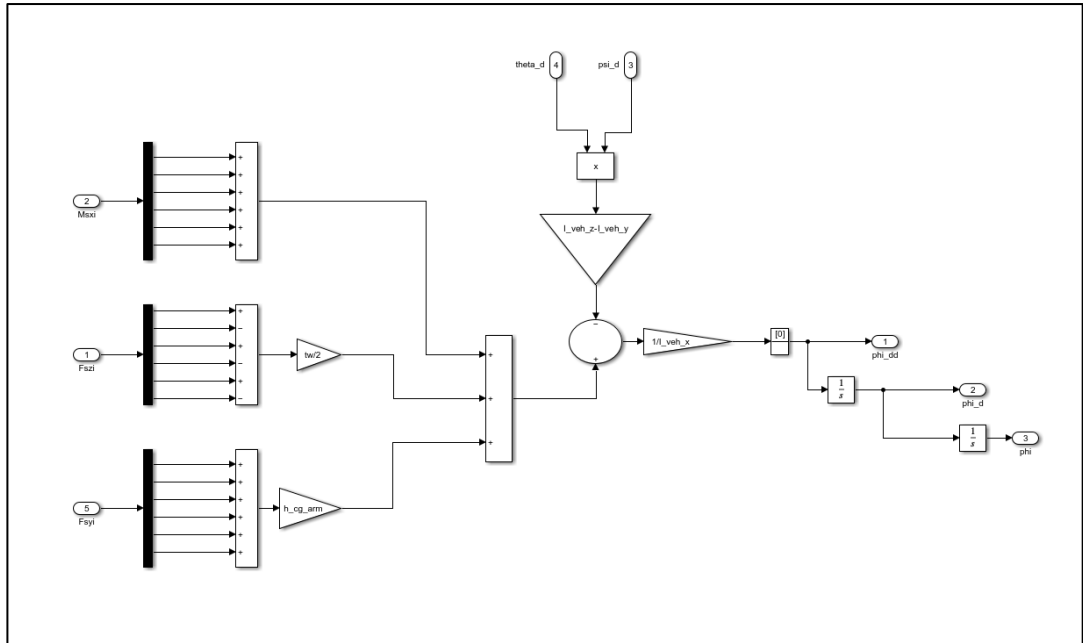 theta_d
4
psi_d
3
x
I_veh_z-I_veh_y
2
Msxi
+
+
+
+
+
+
1
Fszi
+
−
+
−
+
−
tw/2
5
Fsyi
+
+
+
+
+
+
h_cg_arm
+
+
+
−
+
1/I_veh_x
[0]
1
phi_dd
1
s
2
phi_d
1
s
3
phi